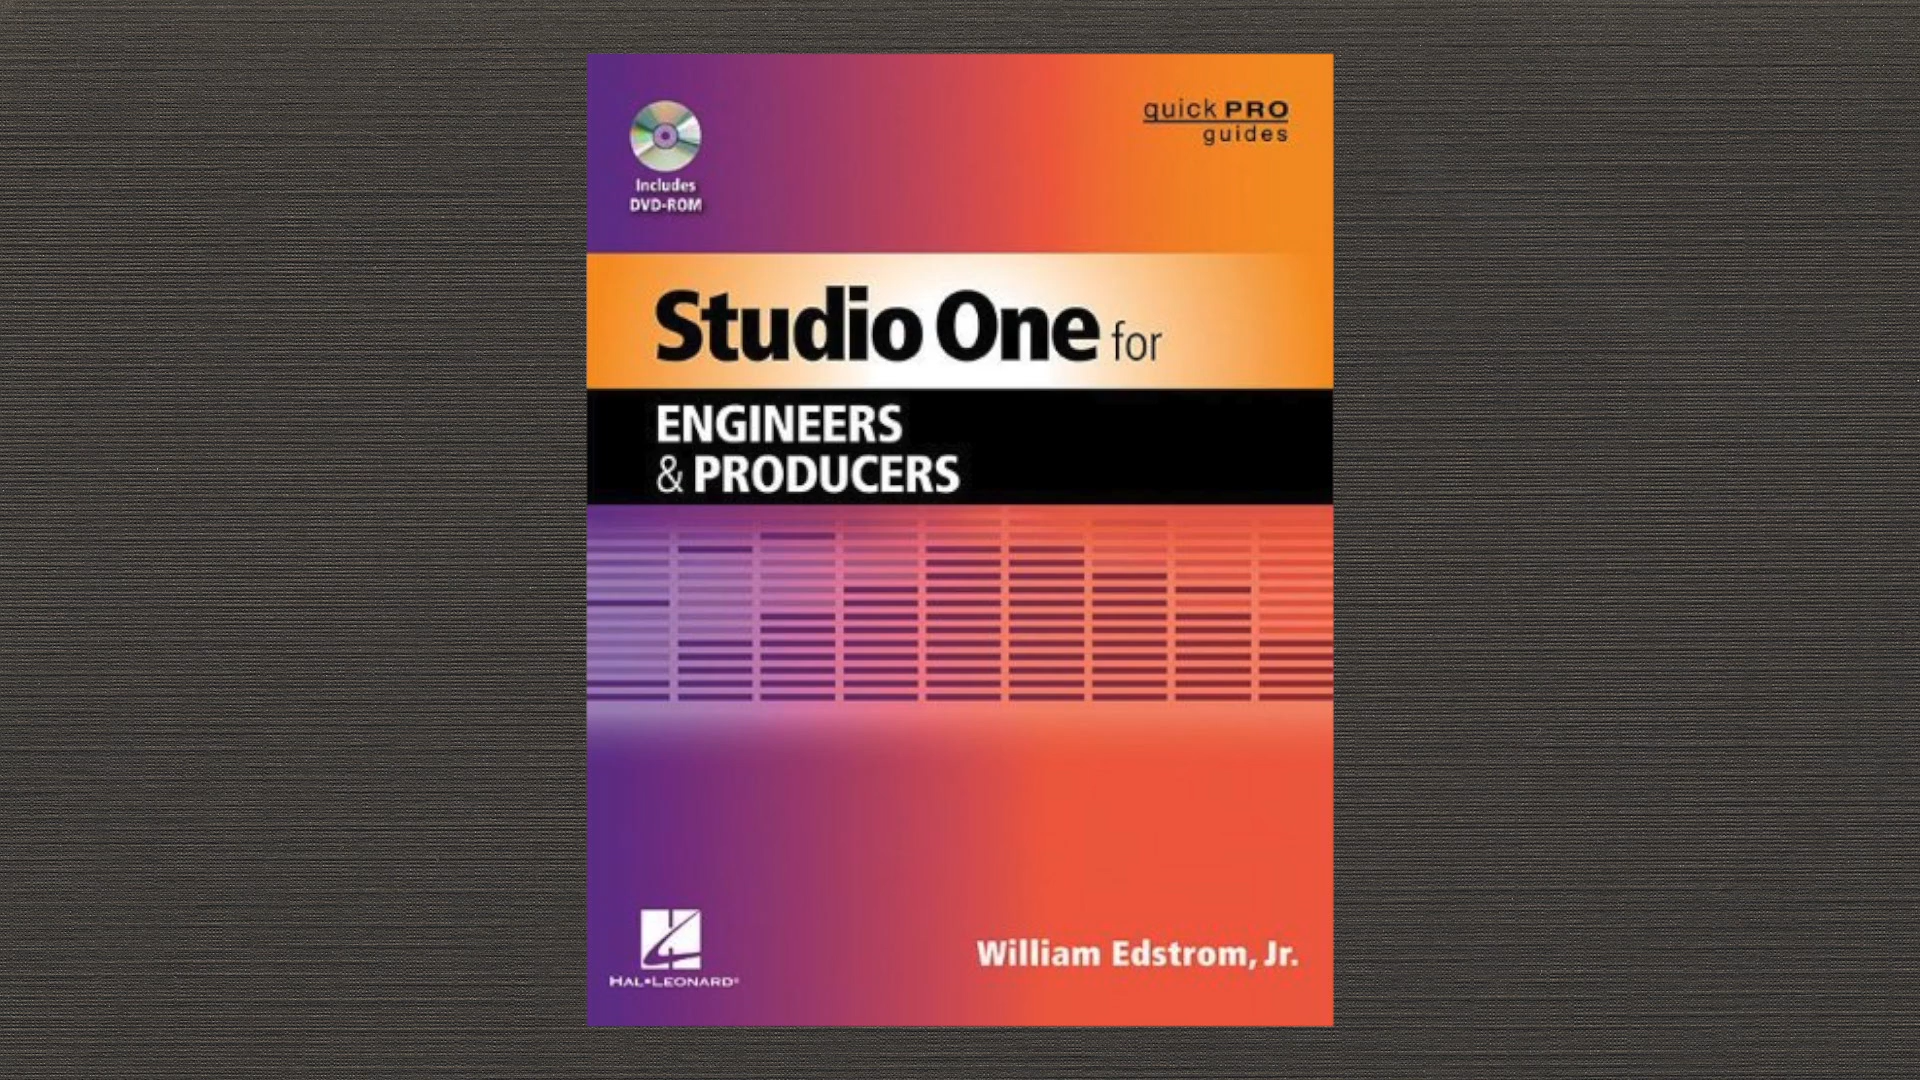 Includes
DVD-ROM
quick PRO
guides
Studio One for
ENGINEERS
& PRODUCERS
HAL•LEONARD®
William Edstrom, Jr.